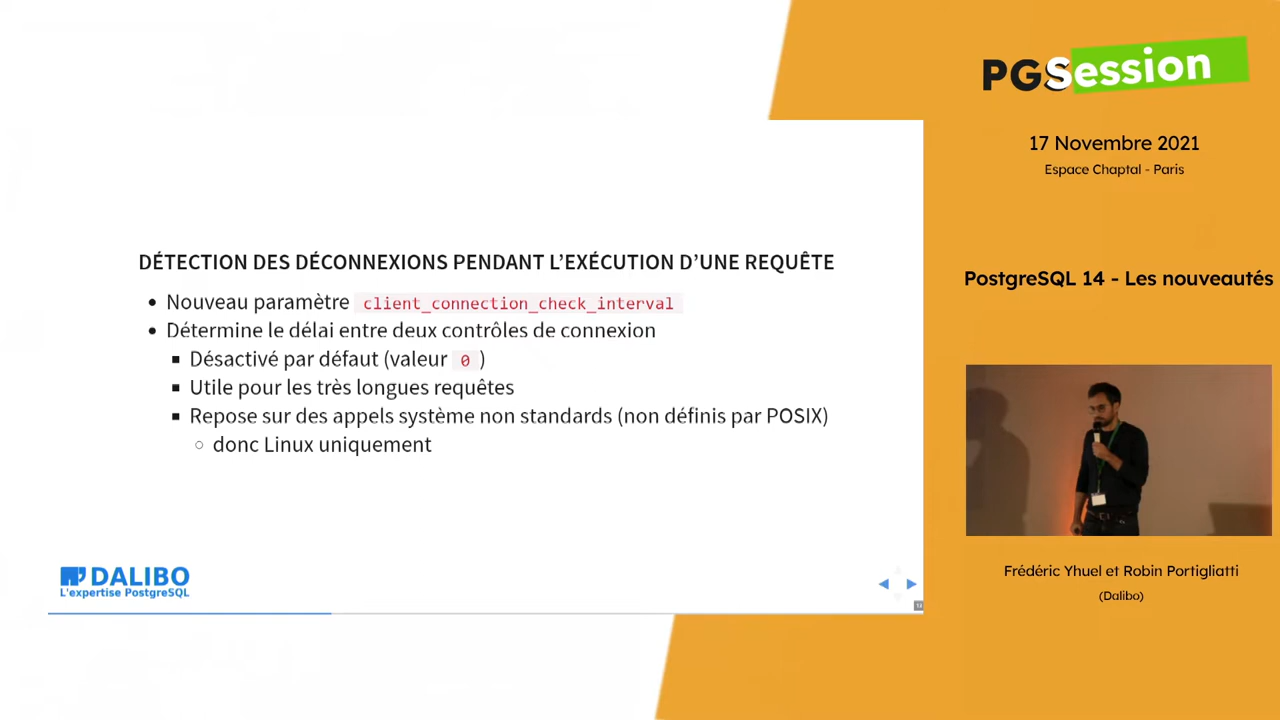 PGSession
17 Novembre 2021
Espace Chaptal - Paris
DÉTECTION DES DÉCONNEXIONS PENDANT L'EXÉCUTION D'UNE REQUÊTE
Nouveau paramètre client_connection_check_interval
Détermine le délai entre deux contrôles de connexion
Désactivé par défaut (valeur 0 )
Utile pour les très longues requêtes
Repose sur des appels système non standards (non définis par POSIX)
donc Linux uniquement
DALIBO
L'expertise PostgreSQL
PostgreSQL 14 - Les nouveautés
Frédéric Yhuel et Robin Portigliatti
(Dalibo)